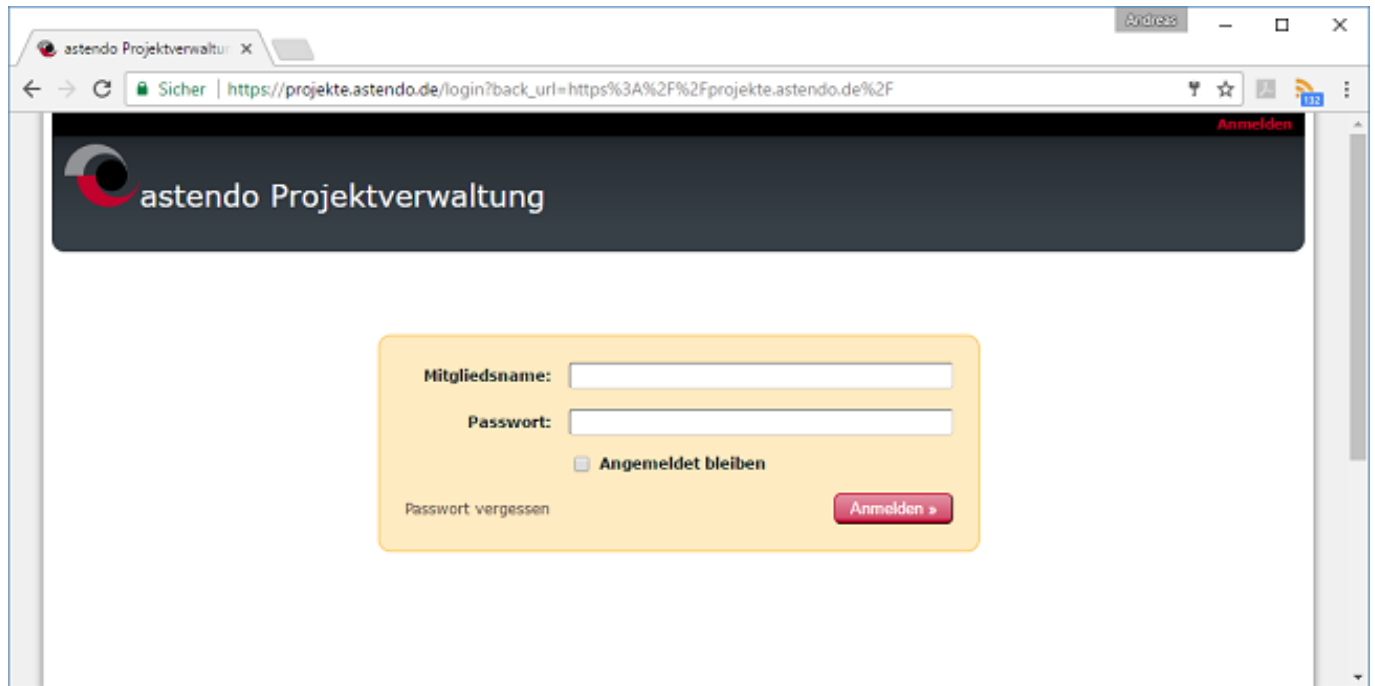 Andreas
astendo Projektverwaltur
Sicher | https://projekte.astendo.de/login?back_url=https%3A%2F%2Fprojekte.astendo.de%2F
132
Anmelden
astendo Projektverwaltung
Mitgliedsname:
Passwort:
Angemeldet bleiben
Passwort vergessen
Anmelden »